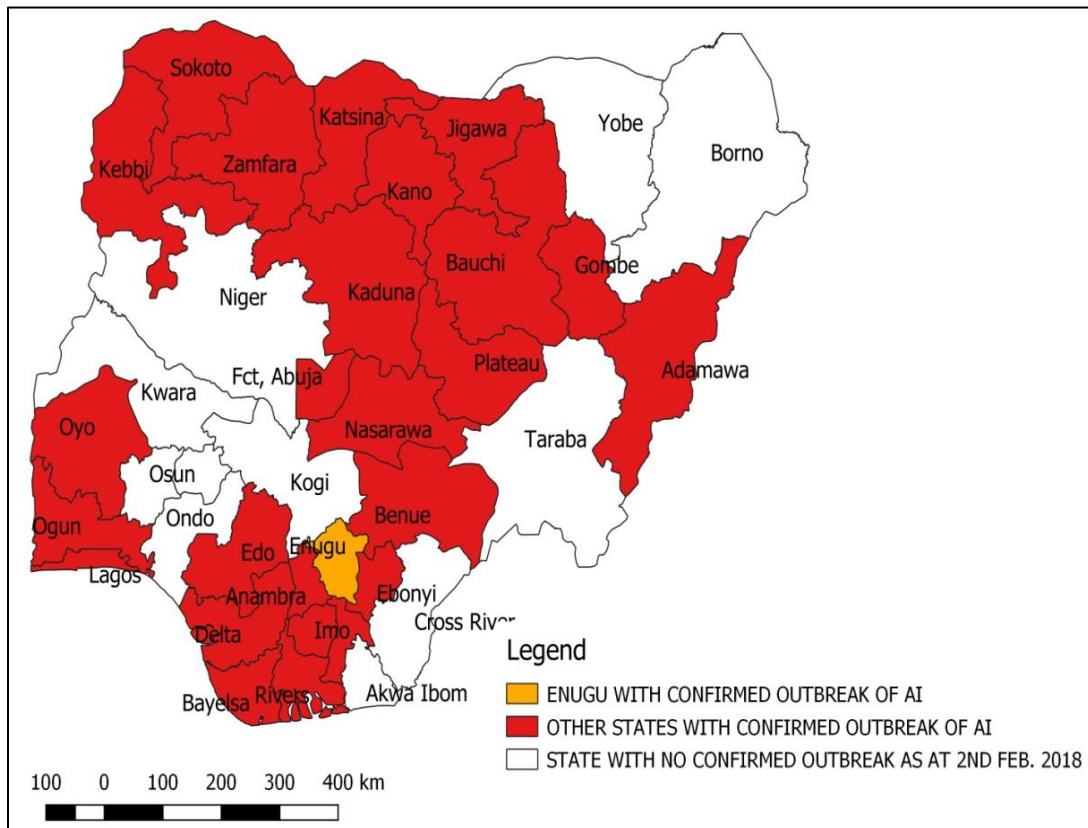 Sokoto
Katsina
Jigawa
Yobe
Borno
Kebbi
Zamfara
Kano
Bauchi
Gombe
Kaduna
Niger
Plateau
Adamawa
Fct, Abuja
Kwara
Nasarawa
Taraba
Oyo
Osun
Kogi
Benue
Ondo
Ogun
Edo
Enugu
Lagos
Anambra
Ebonyi
Cross River
Delta
Imo
Bayelsa
Rivers
Akwa Ibom
Legend
ENUGU WITH CONFIRMED OUTBREAK OF AI
OTHER STATES WITH CONFIRMED OUTBREAK OF AI
STATE WITH NO CONFIRMED OUTBREAK AS AT 2ND FEB. 2018
100 0 100 200 300 400 km